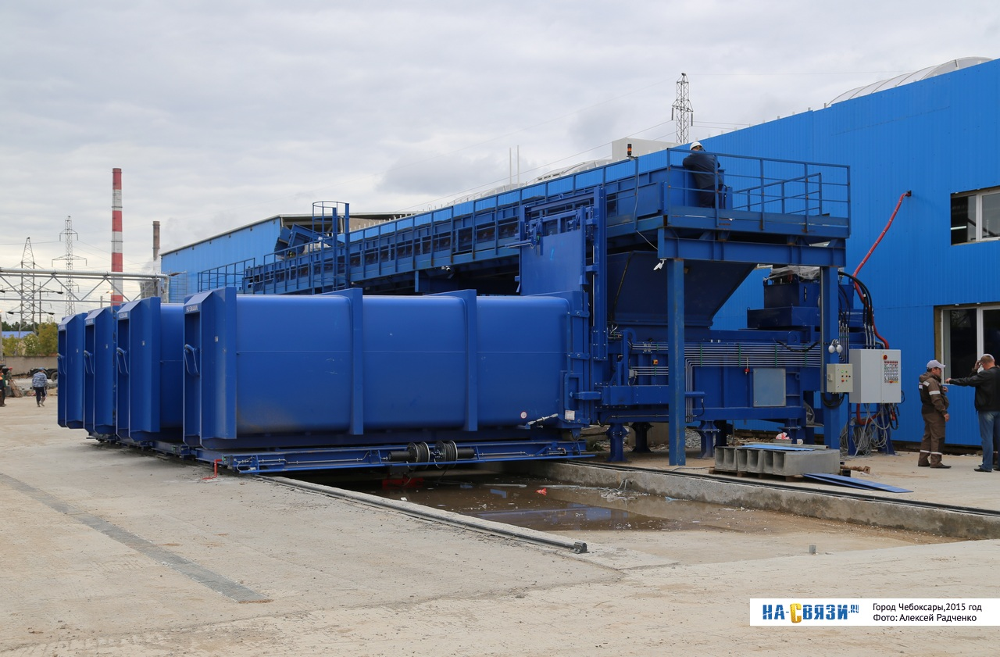 НА-СВЯЗИ.RU
Город Чебоксары,2015 год
Фото: Алексей Радченко